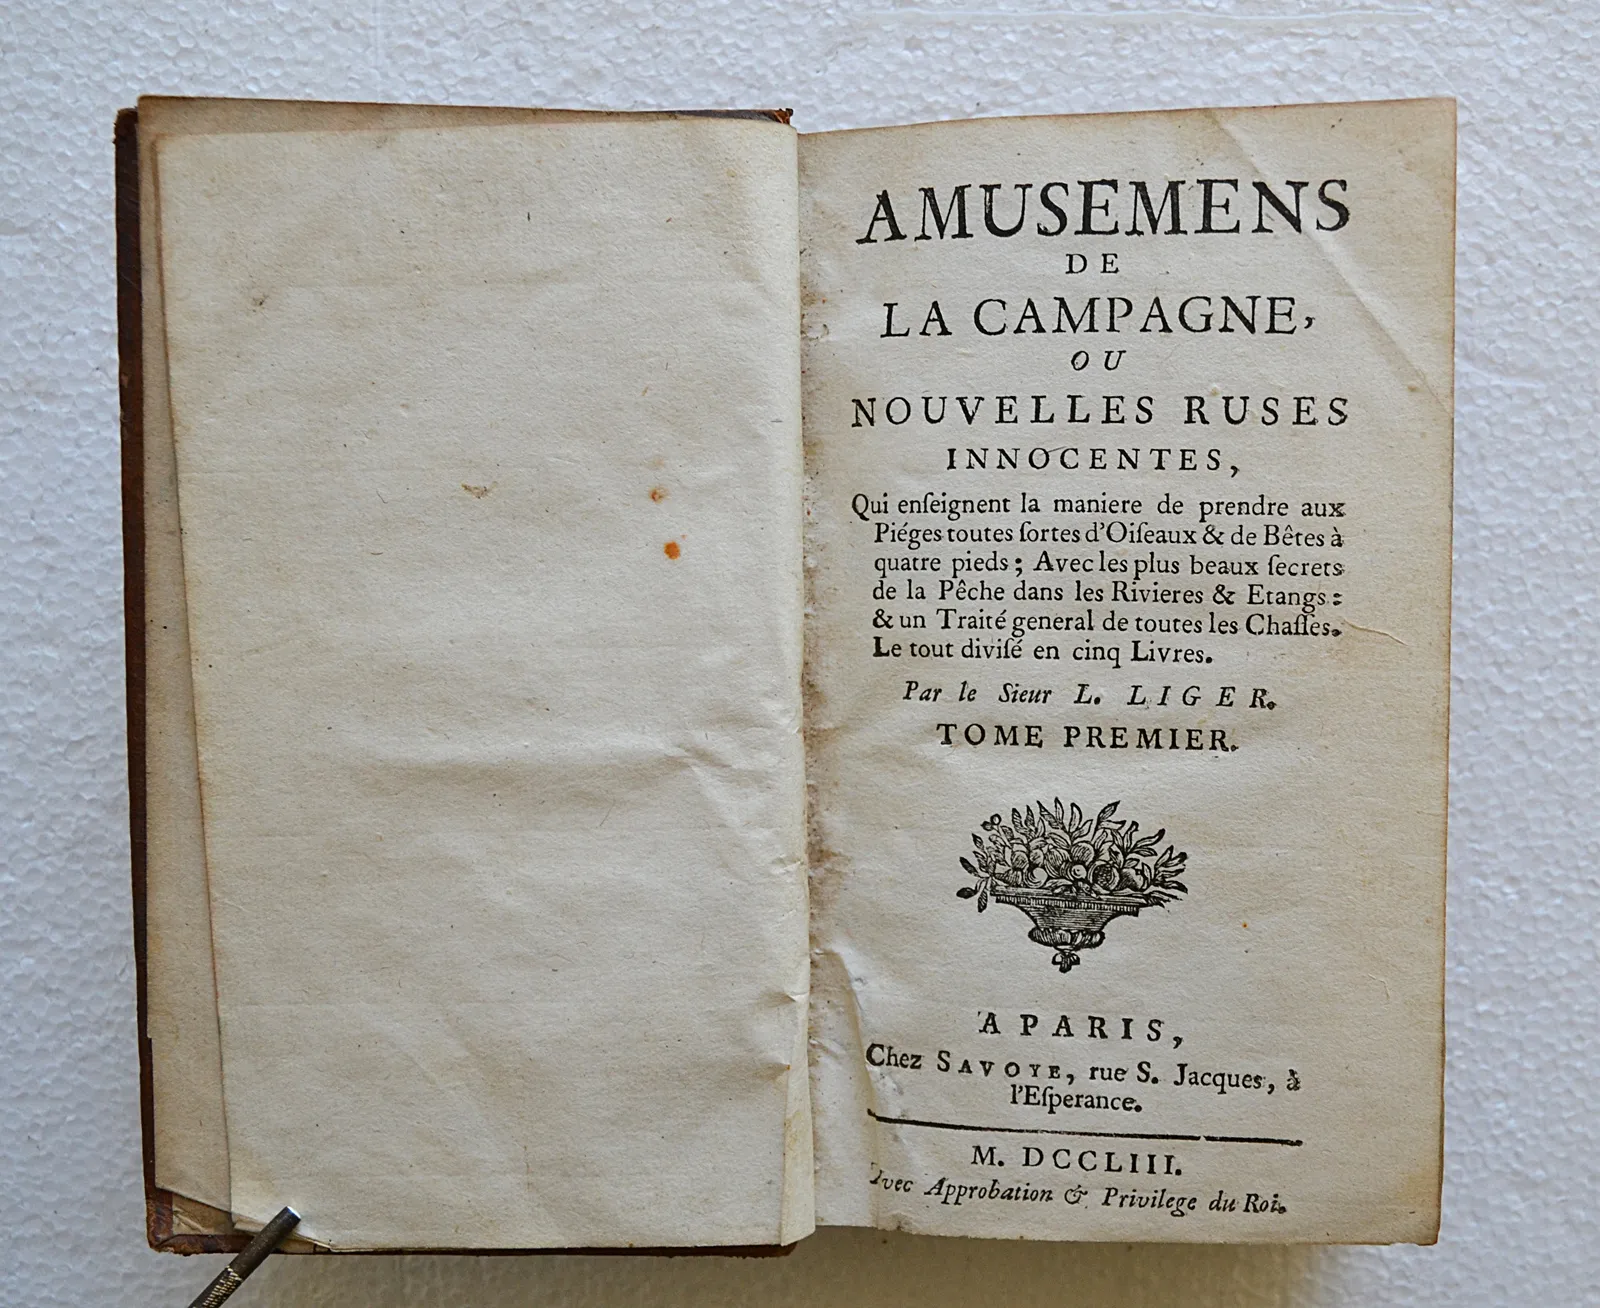 AMUSEMENS
DE
LA CAMPAGNE,
OU
NOUVELLES RUSES
INNOCENTES,
Qui enſeignent la maniere de prendre aux
Piéges toutes ſortes d'Oiſeaux & de Bêtes à
quatre pieds ; Avec les plus beaux ſecrets
de la Pêche dans les Rivieres & Etangs :
& un Traité general de toutes les Chaſſes.
Le tout diviſé en cinq Livres.
Par le Sieur L. LIGER.
TOME PREMIER.
A PARIS,
Chez SAVOYE, rue S. Jacques, à
l'Eſperance.
M. DCCLIII.
Avec Approbation & Privilege du Roi.